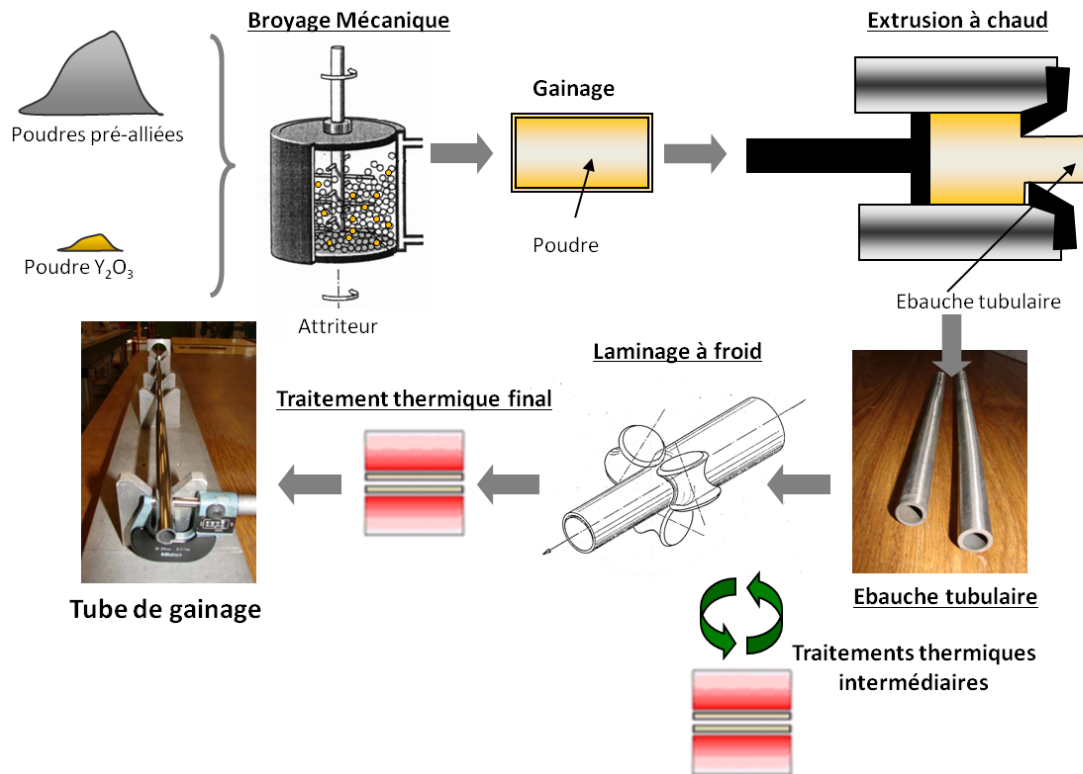 Broyage Mécanique
Extrusion à chaud
Poudres pré-alliées
Gainage
Poudre
Poudre Y₂O₃
Attriteur
Ebauche tubulaire
Laminage à froid
Traitement thermique final
Tube de gainage
Ebauche tubulaire
Traitements thermiques
intermédiaires